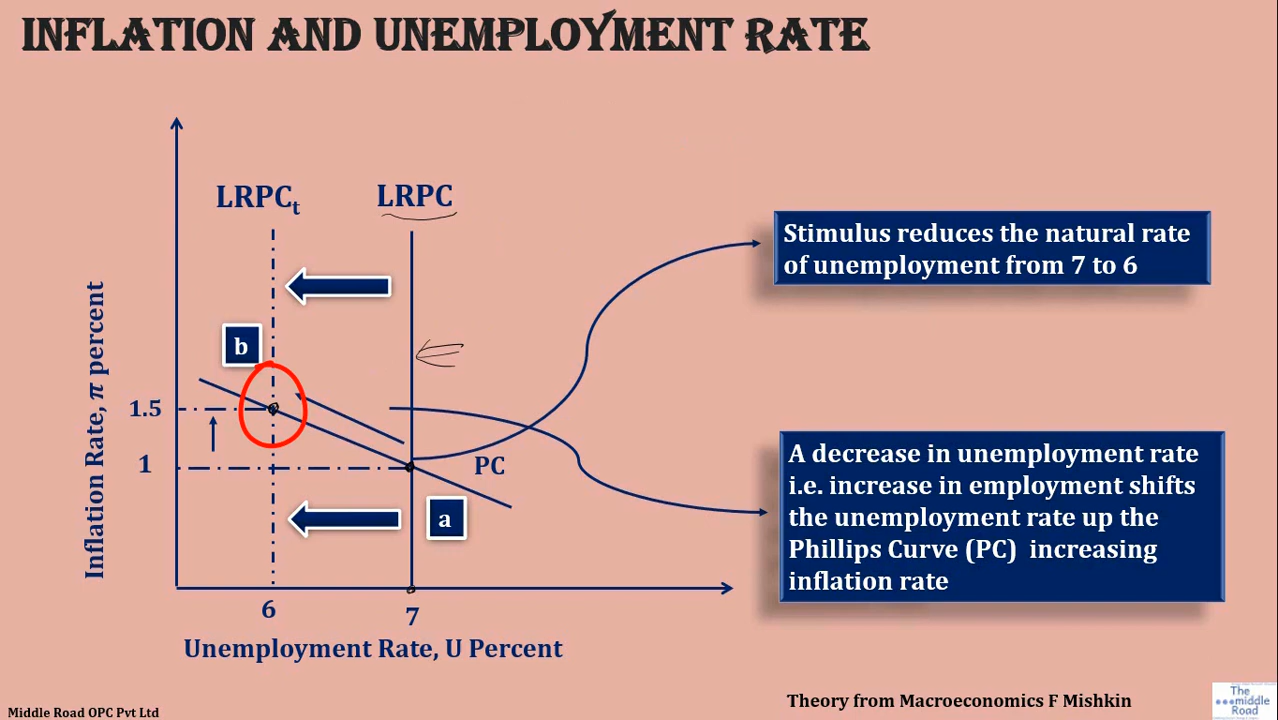 INFLATION AND UNEMPLOYMENT RATE
LRPCt
LRPC
Stimulus reduces the natural rate
of unemployment from 7 to 6
b
Inflation Rate, π percent
1.5
1
PC
a
A decrease in unemployment rate
i.e. increase in employment shifts
the unemployment rate up the
Phillips Curve (PC) increasing
inflation rate
6
7
Unemployment Rate, U Percent
Middle Road OPC Pvt Ltd
Theory from Macroeconomics F Mishkin
The
middle
Road